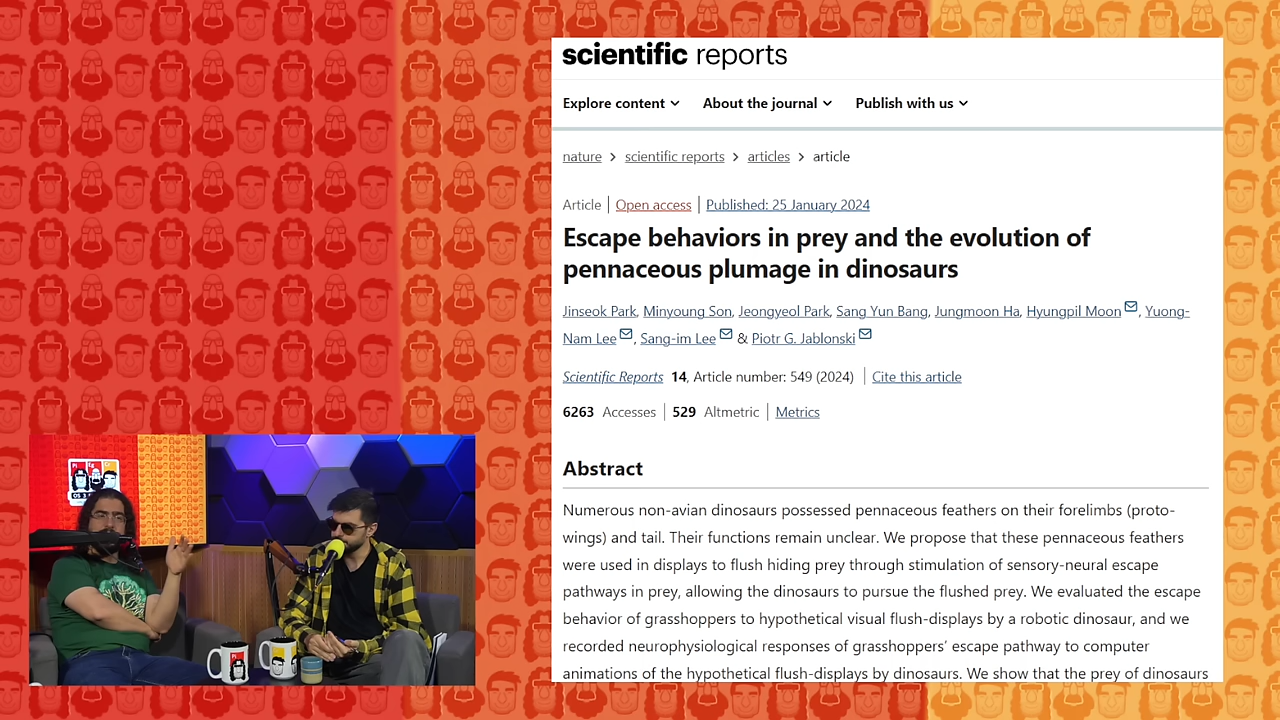 scientific reports
Explore content About the journal Publish with us
nature > scientific reports > articles > article
Article | Open access | Published: 25 January 2024
Escape behaviors in prey and the evolution of
pennaceous plumage in dinosaurs
Jinseok Park, Minyoung Son, Jeongyeol Park, Sang Yun Bang, Jungmoon Ha, Hyungpil Moon, Yuong-
Nam Lee, Sang-im Lee & Piotr G. Jablonski
Scientific Reports 14, Article number: 549 (2024) | Cite this article
6263 Accesses | 529 Altmetric | Metrics
Abstract
Numerous non-avian dinosaurs possessed pennaceous feathers on their forelimbs (proto-
wings) and tail. Their functions remain unclear. We propose that these pennaceous feathers
were used in displays to flush hiding prey through stimulation of sensory-neural escape
pathways in prey, allowing the dinosaurs to pursue the flushed prey. We evaluated the escape
behavior of grasshoppers to hypothetical visual flush-displays by a robotic dinosaur, and we
recorded neurophysiological responses of grasshoppers' escape pathway to computer
animations of the hypothetical flush-displays by dinosaurs. We show that the prey of dinosaurs